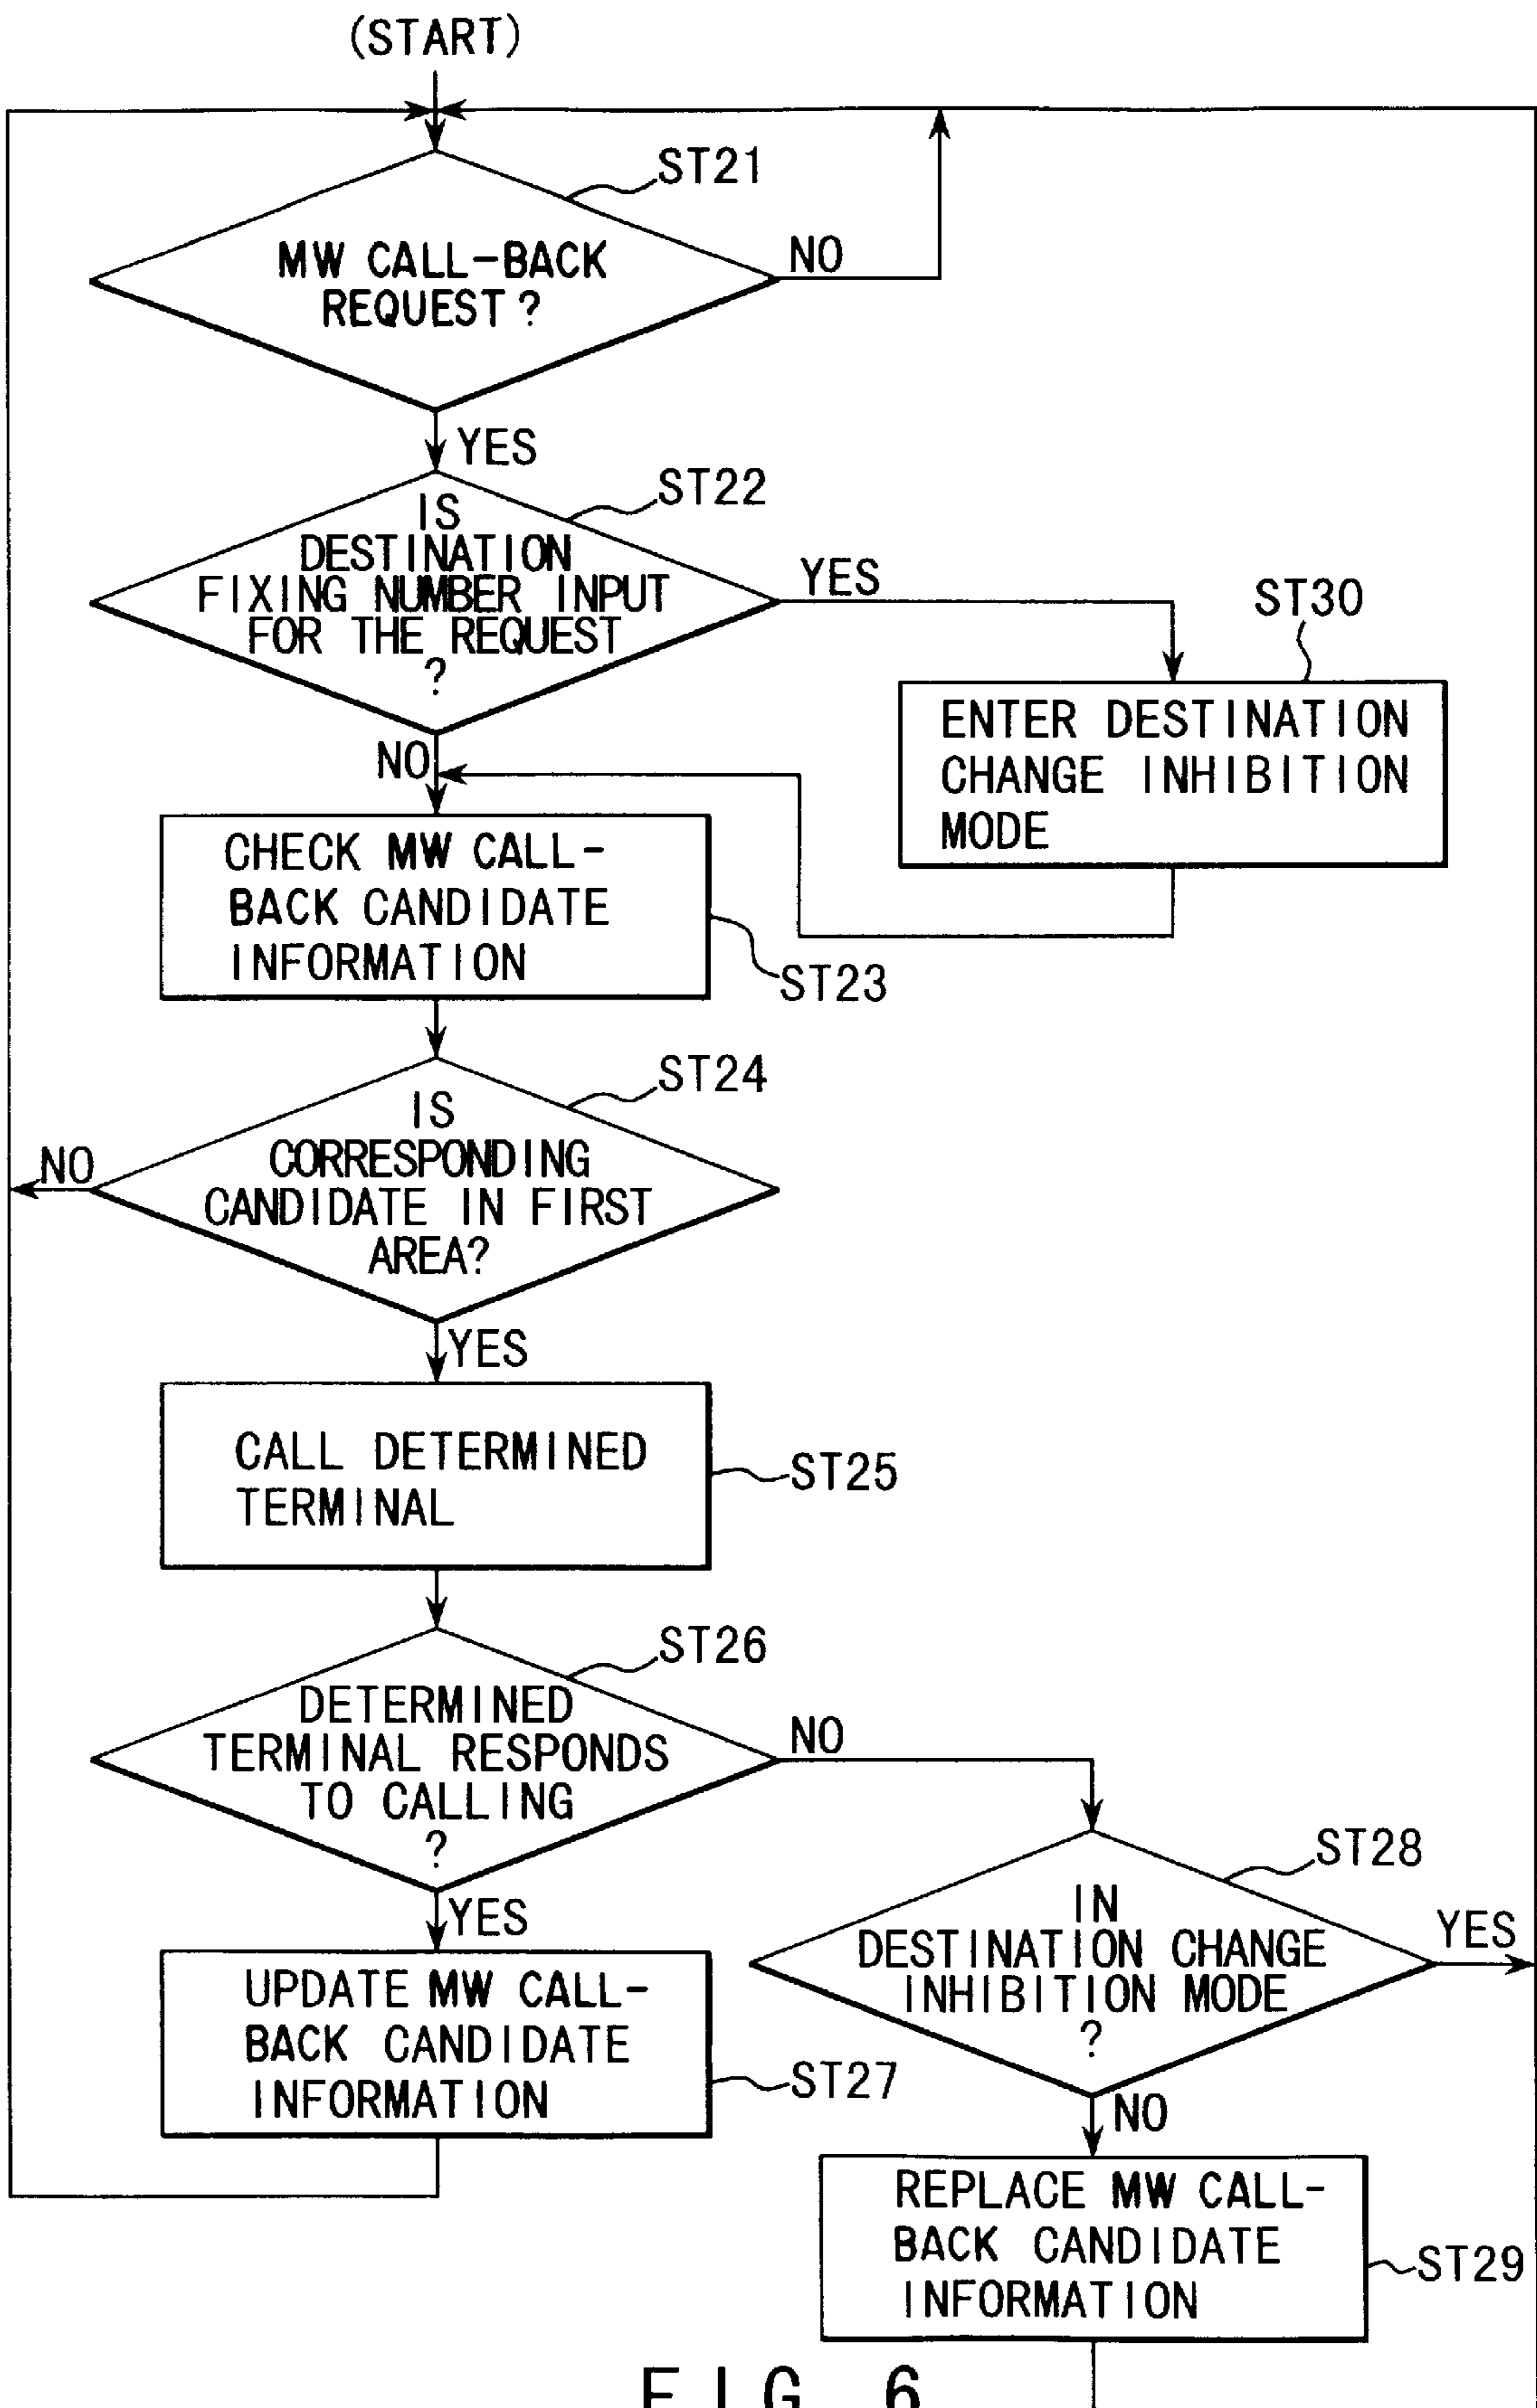 (START)
ST21
MW CALL-BACK
REQUEST?
NO
YES
ST22
IS
DESTINATION
FIXING NUMBER INPUT
FOR THE REQUEST
?
YES
ST30
ENTER DESTINATION
CHANGE INHIBITION
MODE
NO
CHECK MW CALL-
BACK CANDIDATE
INFORMATION
ST23
ST24
IS
CORRESPONDING
CANDIDATE IN FIRST
AREA?
NO
YES
CALL DETERMINED
TERMINAL
ST25
ST26
DETERMINED
TERMINAL RESPONDS
TO CALLING
?
NO
ST28
IN
DESTINATION CHANGE
INHIBITION MODE
?
YES
YES
UPDATE MW CALL-
BACK CANDIDATE
INFORMATION
ST27
NO
REPLACE MW CALL-
BACK CANDIDATE
INFORMATION
ST29
FIG. 6